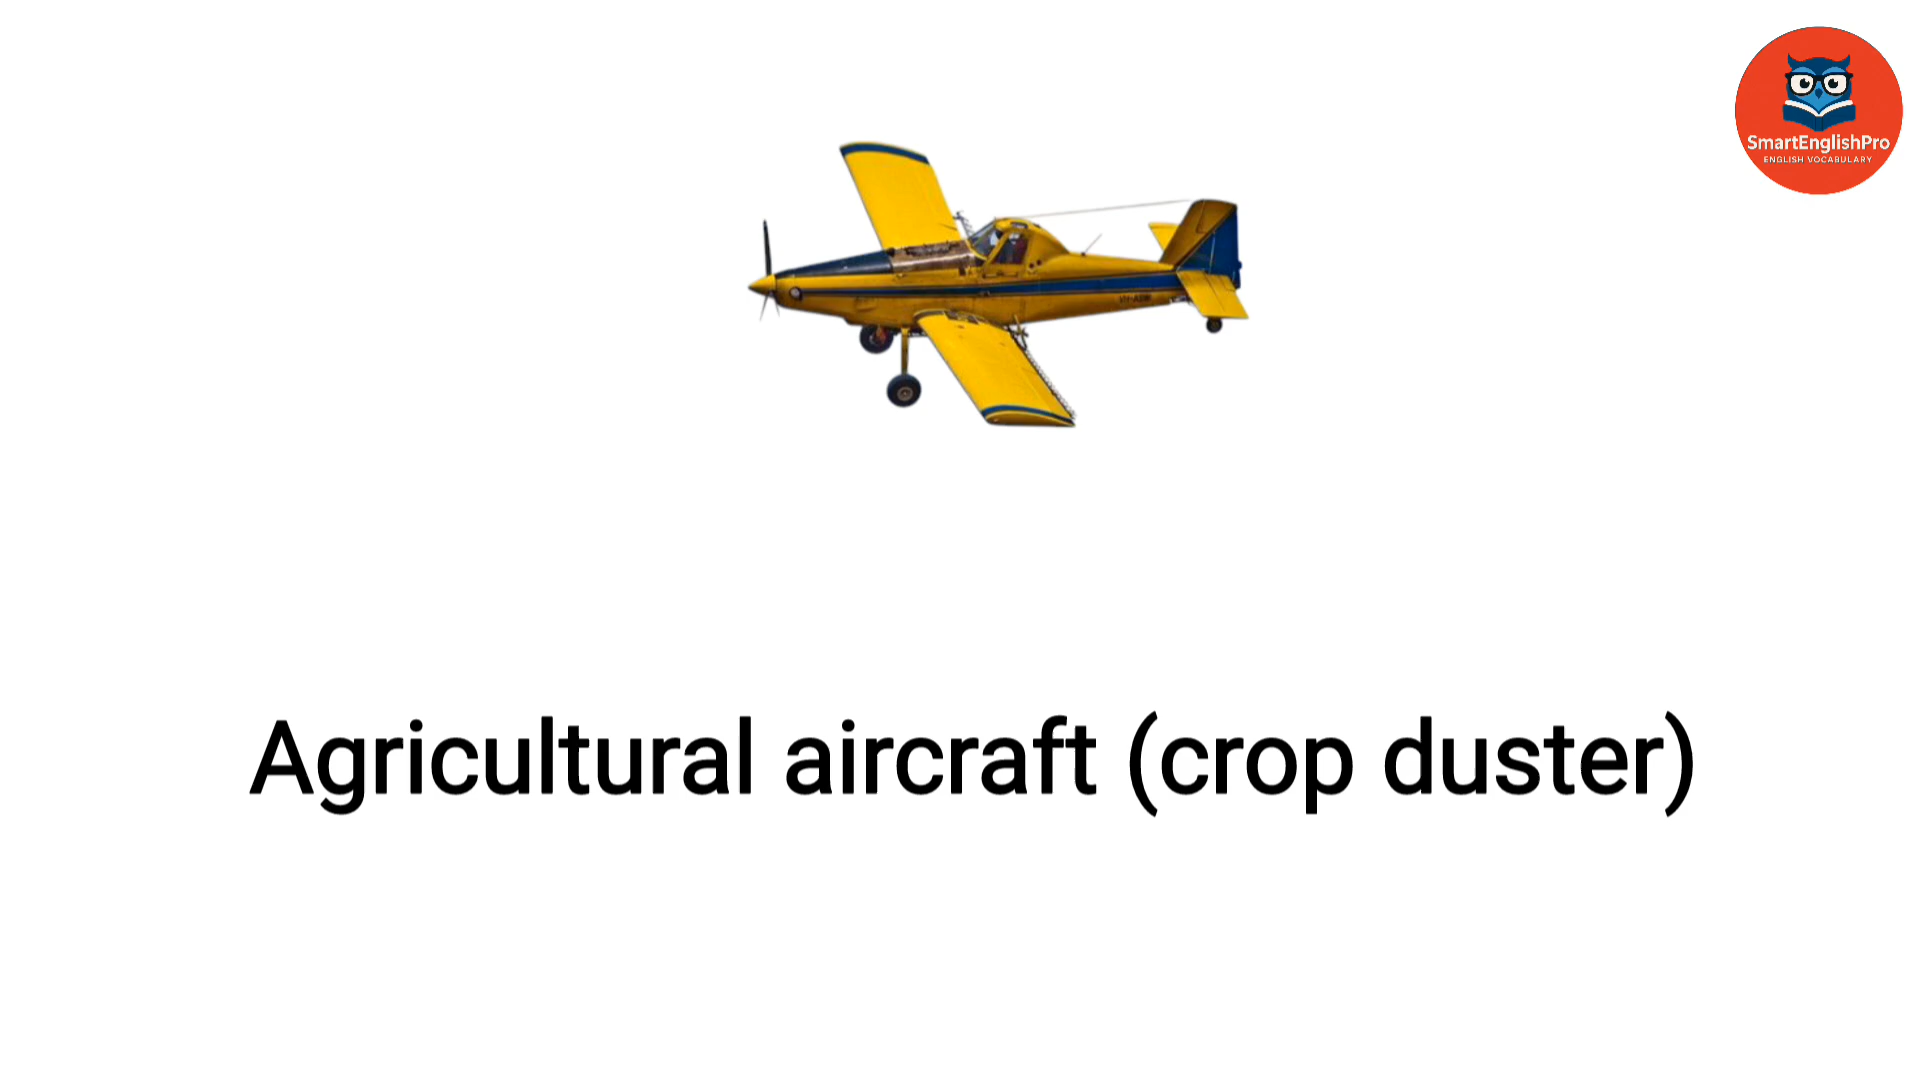 SmartEnglishPro
ENGLISH VOCABULARY
Agricultural aircraft (crop duster)